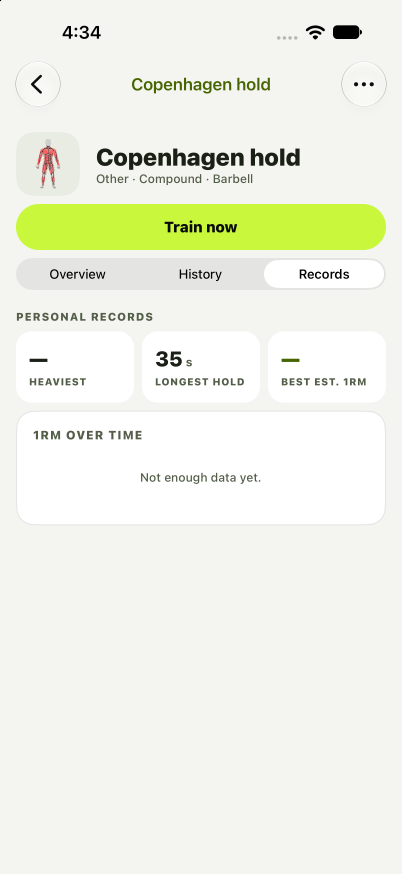 4:34
Copenhagen hold
Copenhagen hold
Other · Compound · Barbell
Train now
Overview
History
Records
PERSONAL RECORDS
—
35 s
—
HEAVIEST
LONGEST HOLD
BEST EST. 1RM
1RM OVER TIME
Not enough data yet.